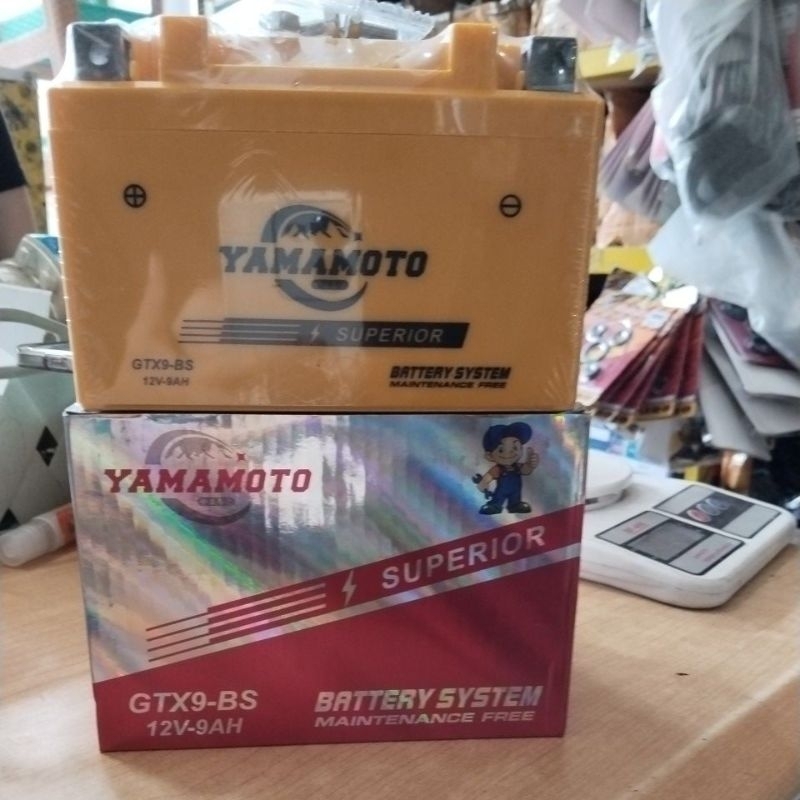 YAMAMOTO
SUPERIOR
GTX9-BS
12V-9AH
BATTERY SYSTEM
MAINTENANCE FREE
YAMAMOTO
SUPERIOR
GTX9-BS
12V-9AH
BATTERY SYSTEM
MAINTENANCE FREE